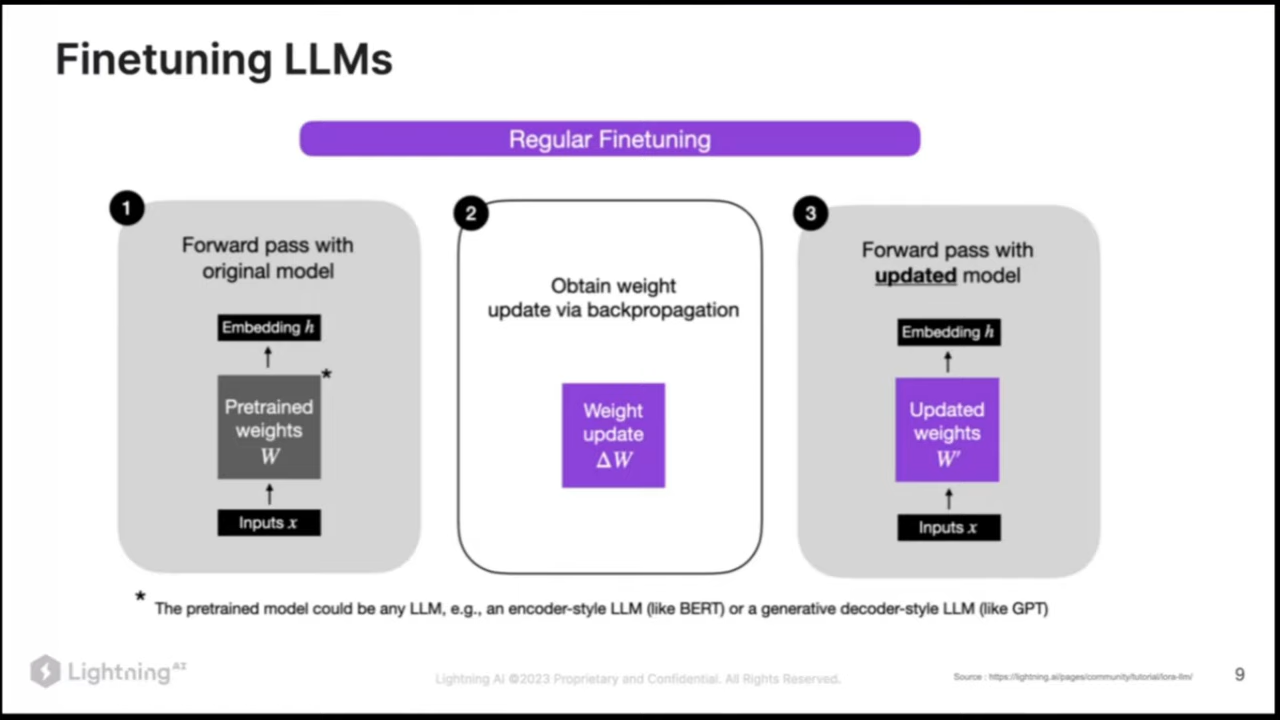 Finetuning LLMs
Regular Finetuning
1
Forward pass with
original model
Embedding h
*
Pretrained
weights
W
Inputs x
2
Obtain weight
update via backpropagation
Weight
update
ΔW
3
Forward pass with
updated model
Embedding h
Updated
weights
W′
Inputs x
* The pretrained model could be any LLM, e.g., an encoder-style LLM (like BERT) or a generative decoder-style LLM (like GPT)
Lightning AI
Lightning AI ©2023 Proprietary and Confidential. All Rights Reserved.
Source : https://lightning.ai/pages/community/tutorial/lora-llm/
9